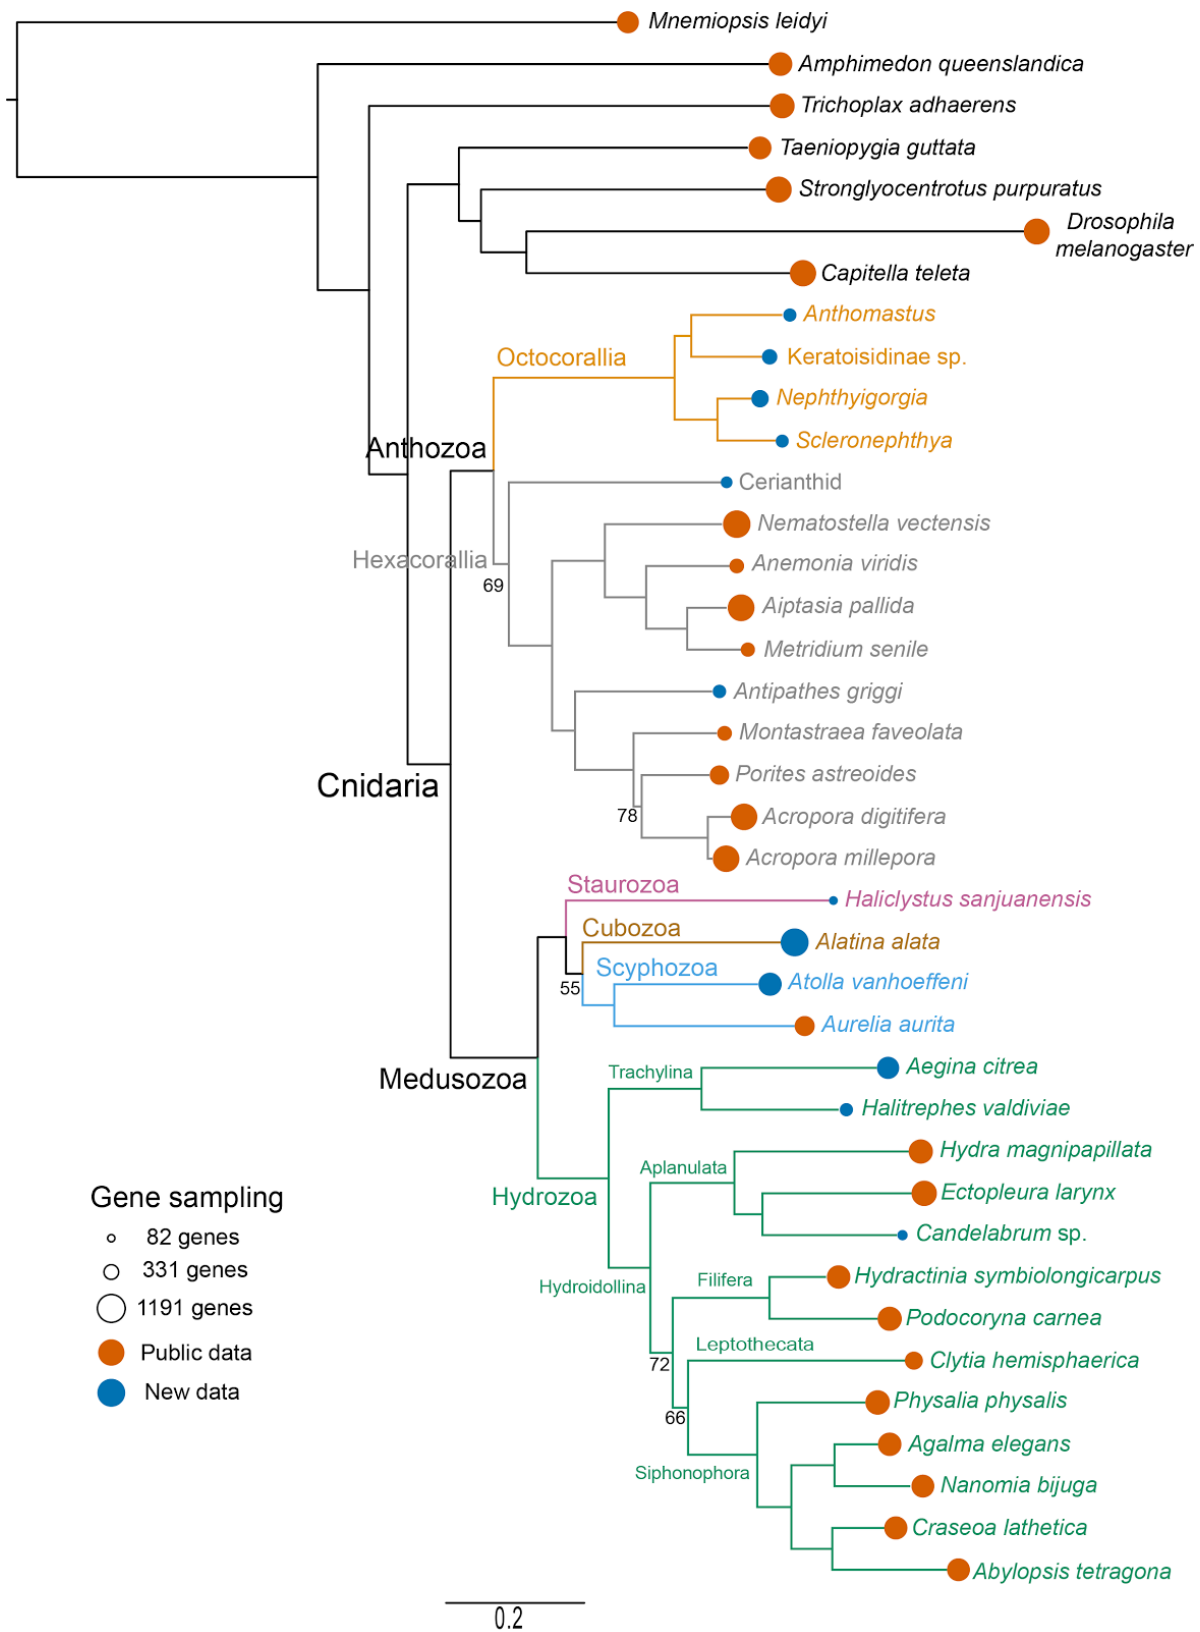 Mnemiopsis leidyi
Amphimedon queenslandica
Trichoplax adhaerens
Taeniopygia guttata
Stronglyocentrotus purpuratus
Drosophila
melanogaster
Capitella teleta
Anthomastus
Octocorallia
Keratoisidinae sp.
Nephthyigorgia
Scleronephthya
Anthozoa
Cerianthid
Nematostella vectensis
Hexacorallia
Anemonia viridis
69
Aiptasia pallida
Metridium senile
Antipathes griggi
Montastraea faveolata
Porites astreoides
Cnidaria
78
Acropora digitifera
Acropora millepora
Staurozoa
Haliclystus sanjuanensis
Cubozoa
Alatina alata
Scyphozoa
Atolla vanhoeffeni
55
Aurelia aurita
Medusozoa
Trachylina
Aegina citrea
Halitrephes valdiviae
Hydra magnipapillata
Aplanulata
Hydrozoa
Ectopleura larynx
Candelabrum sp.
Hydroidollina
Filifera
Hydractinia symbiolongicarpus
Podocoryna carnea
Leptothecata
72
Clytia hemisphaerica
Physalia physalis
66
Agalma elegans
Siphonophora
Nanomia bijuga
Craseoa lathetica
Abylopsis tetragona
Gene sampling
82 genes
331 genes
1191 genes
Public data
New data
0.2